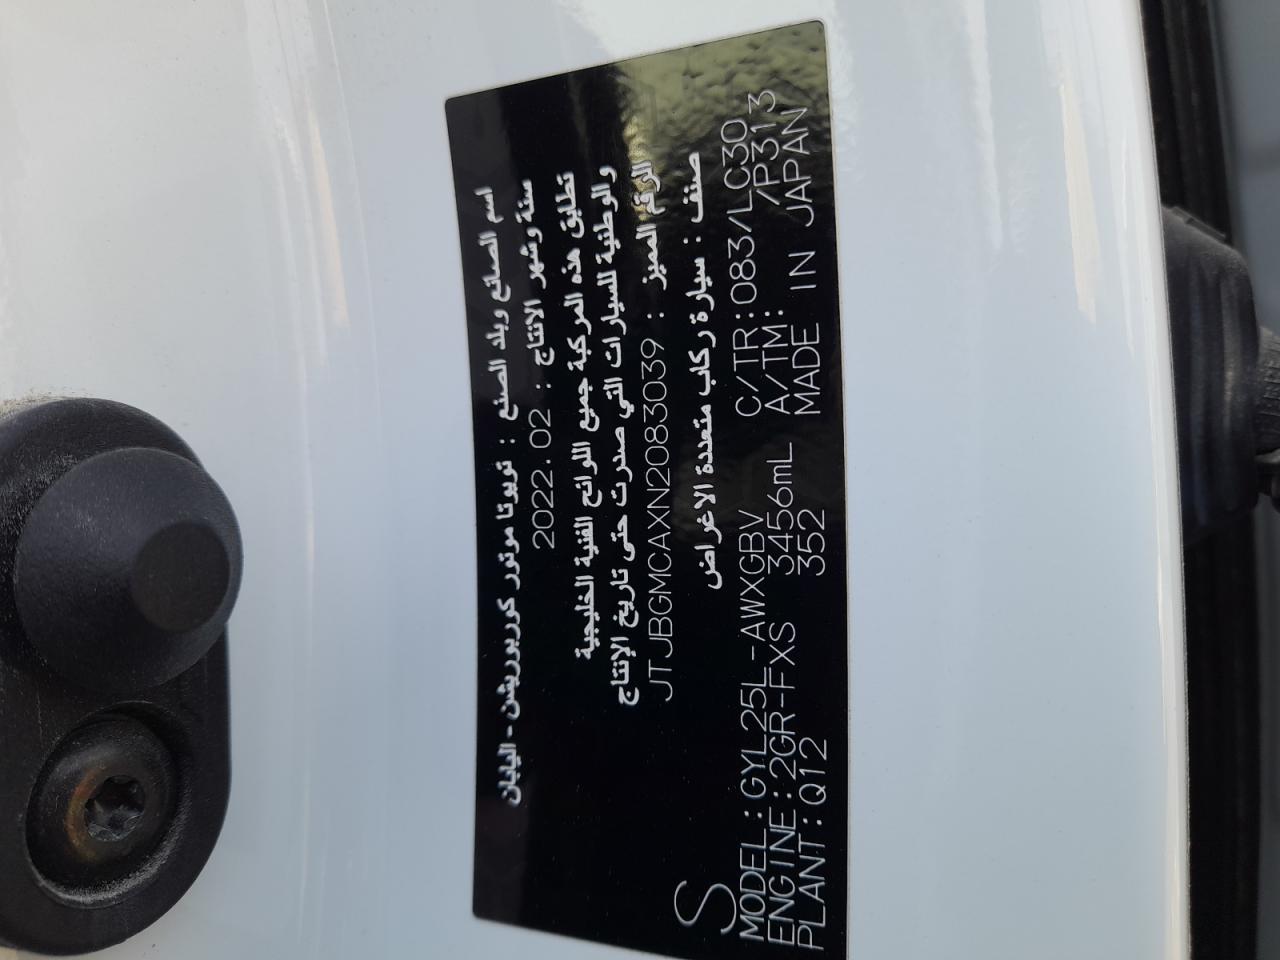 اسم الصانع وبلد الصنع : تويوتا موتور كوربوريشن - اليابان
سنة وشهر الانتاج : 2022.02
تطابق هذه المركبة جميع اللوائح الفنية الخليجية
والوطنية للسيارات التي صدرت حتى تاريخ الإنتاج
الرقم المميز : JTJBGMCAXN2083039
صنف : سيارة ركاب متعددة الاغراض
S
MODEL:GYL25L-AWXGBV C/TR:083/LC30
ENGINE:2GR-FXS 3456mL A/TM: /P313
PLANT:Q12 352 MADE IN JAPAN